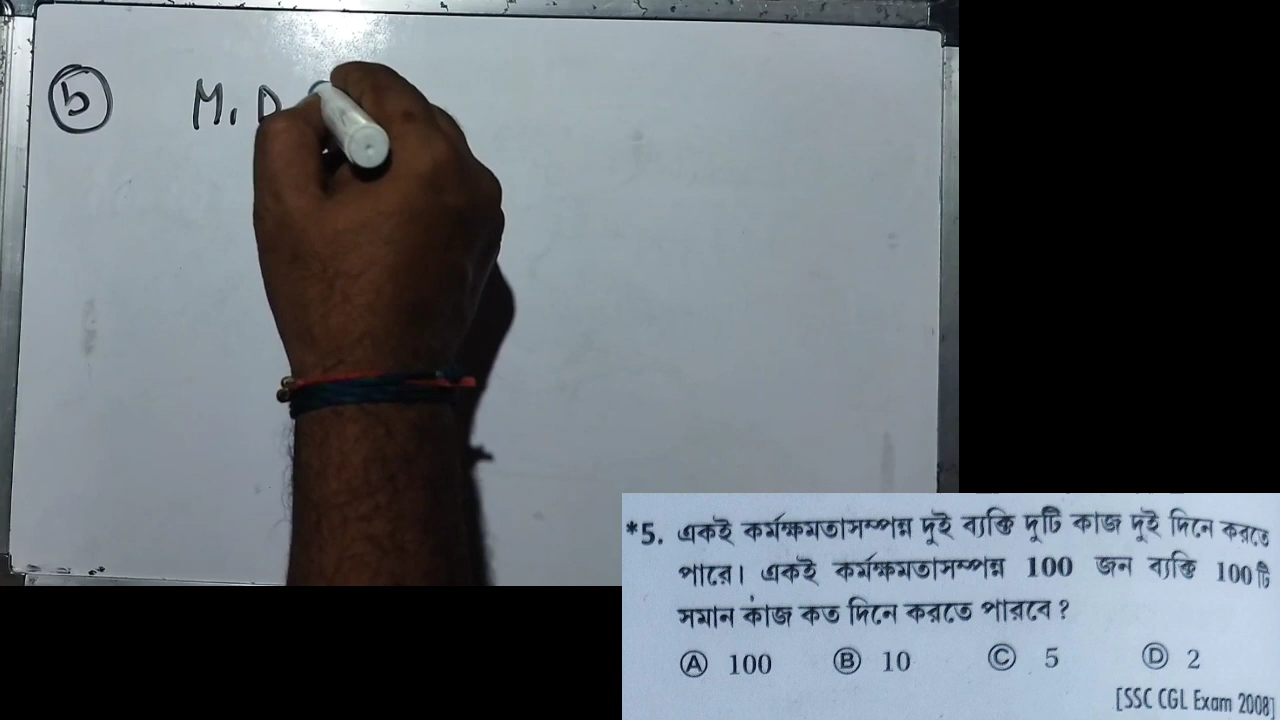 b M. D
*5. একই কর্মক্ষমতাসম্পন্ন দুই ব্যক্তি দুটি কাজ দুই দিনে করতে
পারে। একই কর্মক্ষমতাসম্পন্ন 100 জন ব্যক্তি 100টি
সমান কাজ কত দিনে করতে পারবে?
A 100 B 10 C 5 D 2
[SSC CGL Exam 2008]